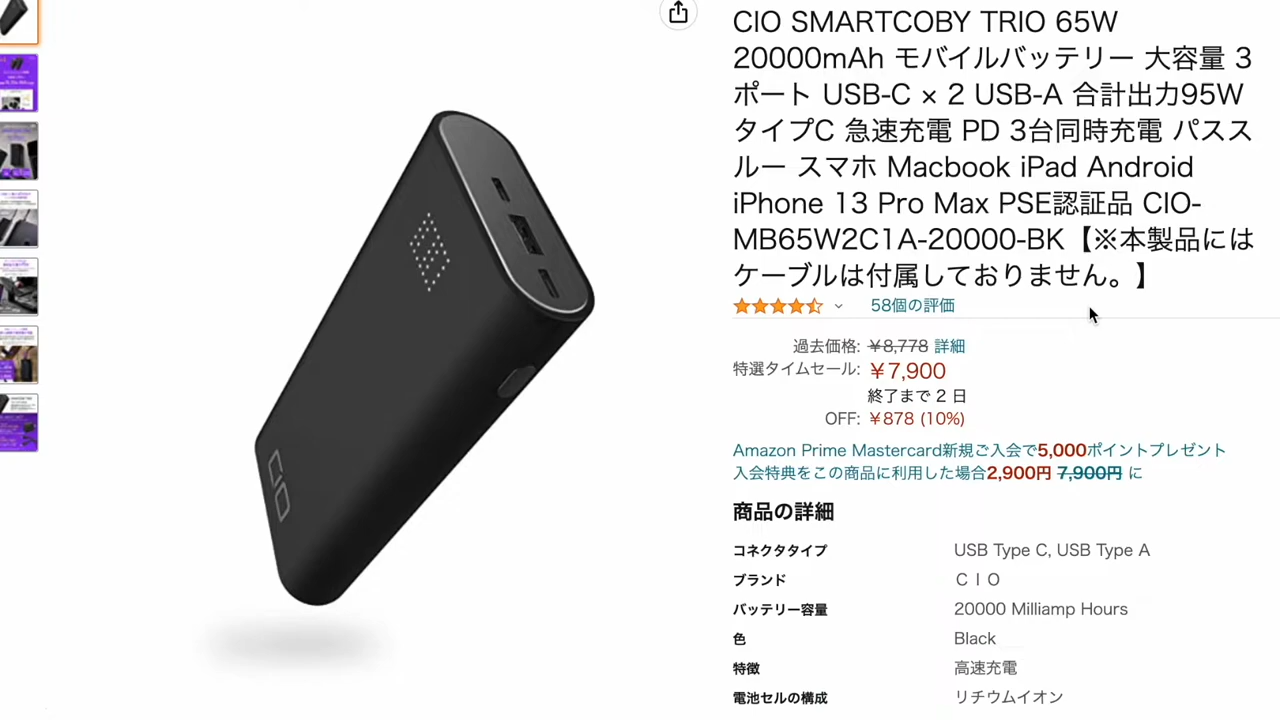 CIO SMARTCOBY TRIO 65W
20000mAh モバイルバッテリー 大容量 3
ポート USB-C × 2 USB-A 合計出力95W
タイプC 急速充電 PD 3台同時充電 パスス
ルー スマホ Macbook iPad Android
iPhone 13 Pro Max PSE認証品 CIO-
MB65W2C1A-20000-BK【※本製品には
ケーブルは付属しておりません。】
58個の評価
過去価格: ￥8,778 詳細
特選タイムセール: ￥7,900
終了まで 2 日
OFF: ￥878 (10%)
Amazon Prime Mastercard新規ご入会で5,000ポイントプレゼント
入会特典をこの商品に利用した場合2,900円 7,900円 に
商品の詳細
コネクタタイプ USB Type C, USB Type A
ブランド ＣＩＯ
バッテリー容量 20000 Milliamp Hours
色 Black
特徴 高速充電
電池セルの構成 リチウムイオン
CIO